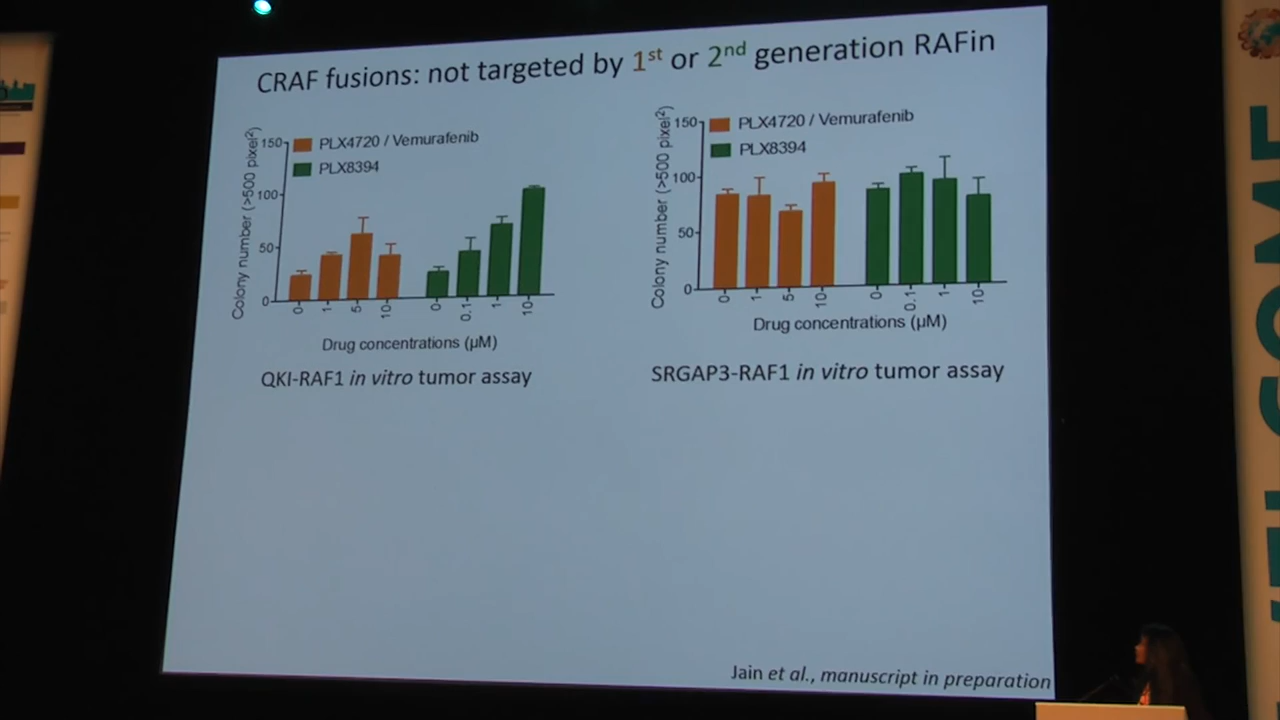 CRAF fusions: not targeted by 1st or 2nd generation RAFin
Colony number (>500 pixel2)
150
100
50
0
PLX4720 / Vemurafenib
PLX8394
0 1 5 10 0 0.1 1 10
Drug concentrations (µM)
QKI-RAF1 in vitro tumor assay
Colony number (>500 pixel2)
150
100
50
0
PLX4720 / Vemurafenib
PLX8394
0 1 5 10 0 0.1 1 10
Drug concentrations (µM)
SRGAP3-RAF1 in vitro tumor assay
Jain et al., manuscript in preparation